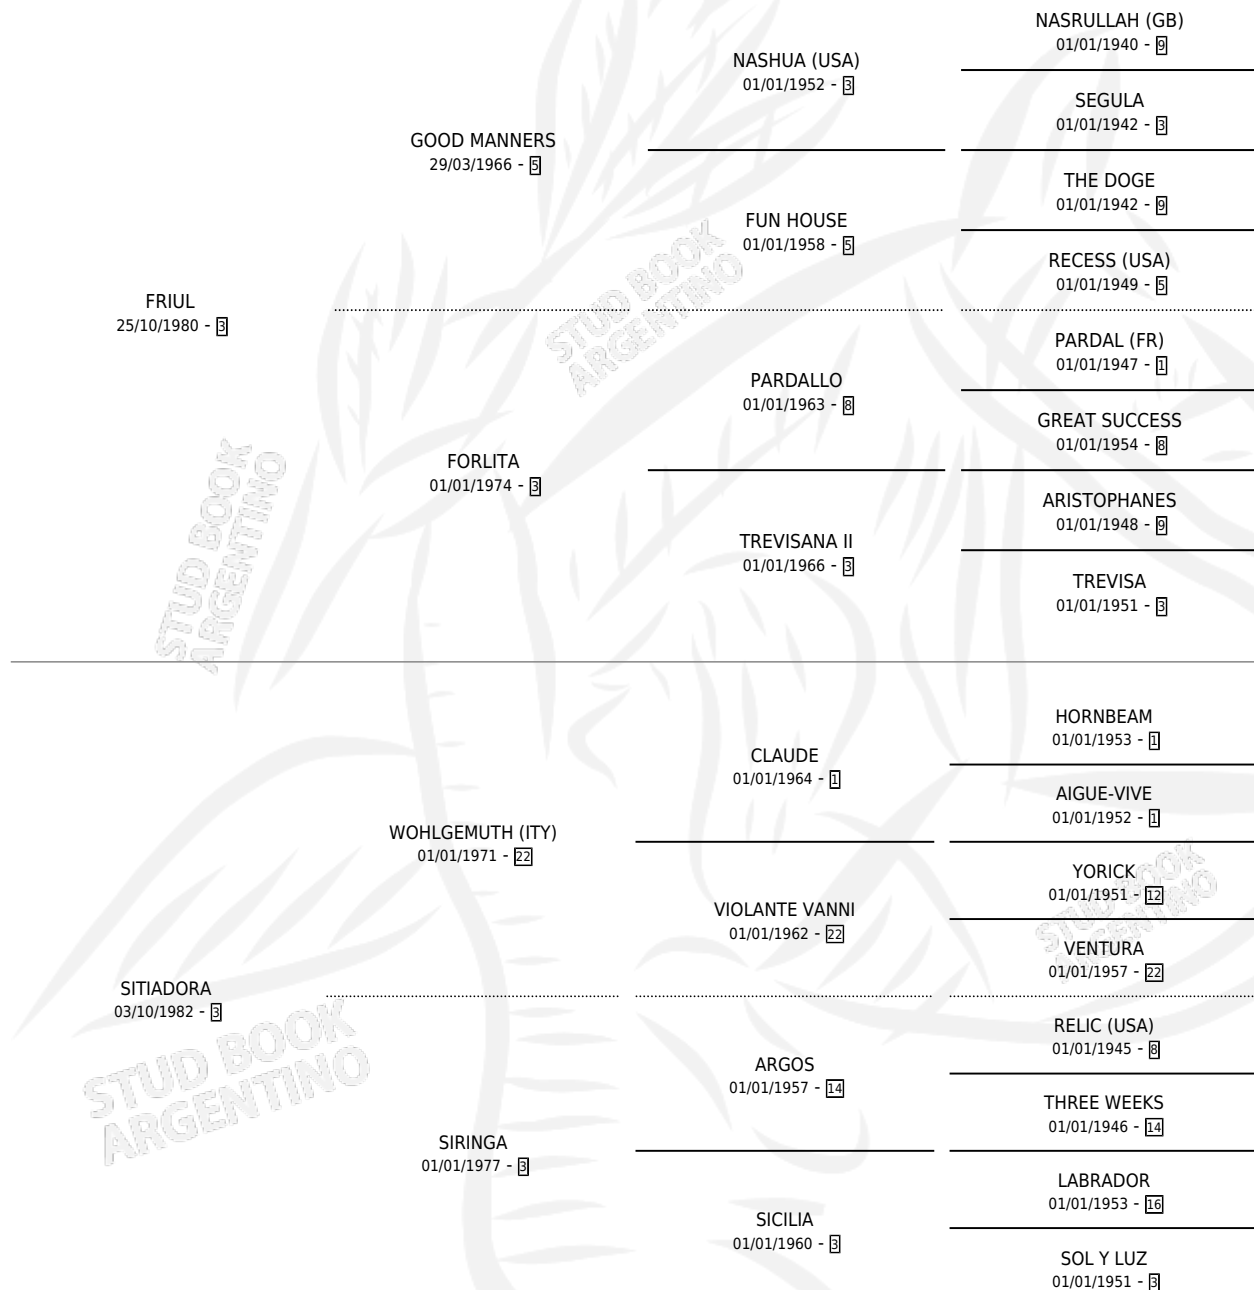 NASRULLAH (GB)
01/01/1940 - 9
NASHUA (USA)
01/01/1952 - 3
SEGULA
01/01/1942 - 3
GOOD MANNERS
29/03/1966 - 5
THE DOGE
01/01/1942 - 9
FUN HOUSE
01/01/1958 - 5
RECESS (USA)
01/01/1949 - 5
FRIUL
25/10/1980 - 3
PARDAL (FR)
01/01/1947 - 1
PARDALLO
01/01/1963 - 8
GREAT SUCCESS
01/01/1954 - 8
FORLITA
01/01/1974 - 3
ARISTOPHANES
01/01/1948 - 9
TREVISANA II
01/01/1966 - 3
TREVISA
01/01/1951 - 3
HORNBEAM
01/01/1953 - 1
CLAUDE
01/01/1964 - 1
AIGUE-VIVE
01/01/1952 - 1
WOHLGEMUTH (ITY)
01/01/1971 - 22
YORICK
01/01/1951 - 12
VIOLANTE VANNI
01/01/1962 - 22
VENTURA
01/01/1957 - 22
SITIADORA
03/10/1982 - 3
RELIC (USA)
01/01/1945 - 8
ARGOS
01/01/1957 - 14
THREE WEEKS
01/01/1946 - 14
SIRINGA
01/01/1977 - 3
LABRADOR
01/01/1953 - 16
SICILIA
01/01/1960 - 3
SOL Y LUZ
01/01/1951 - 3
STUD BOOK
ARGENTINO
STUD BOOK
ARGENTINO
STUD BOOK
ARGENTINO
STUD BOOK
ARGENTINO